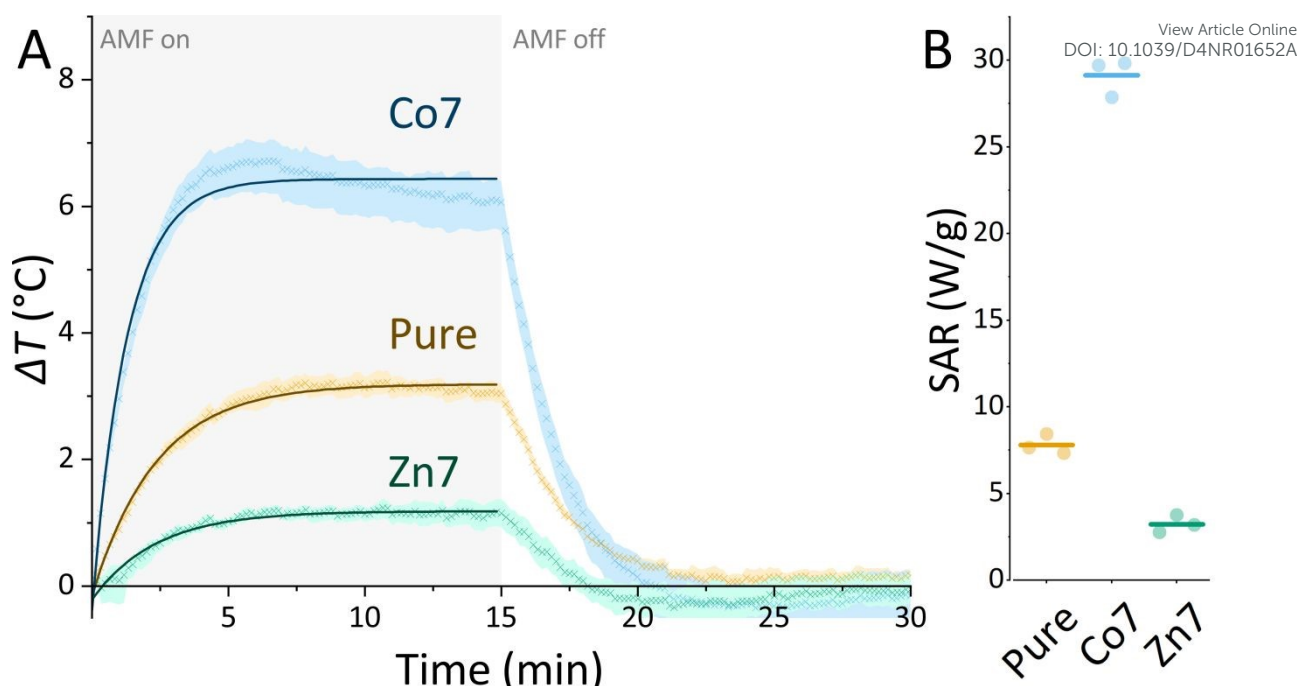 A
AMF on
AMF off
Co7
Pure
Zn7
8
6
4
2
0
ΔT (°C)
5
10
15
20
25
30
Time (min)
B
View Article Online
DOI: 10.1039/D4NR01652A
30
25
20
15
10
5
0
SAR (W/g)
Pure
Co7
Zn7